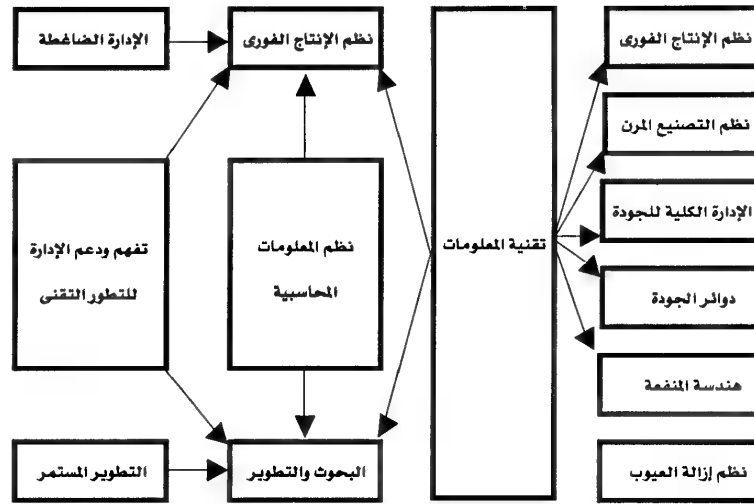 نظم الإنتاج الفورى
نظم التصنيع المرن
الإدارة الكلية للجودة
دوائر الجودة
هندسة المنفعة
نظم إزالة العيوب
تقنية المعلومات
نظم الإنتاج الفورى
نظم المعلومات
المحاسبية
البحوث والتطوير
الإدارة الضاغطة
تفهم ودعم الإدارة
للتطور التقنى
التطوير المستمر